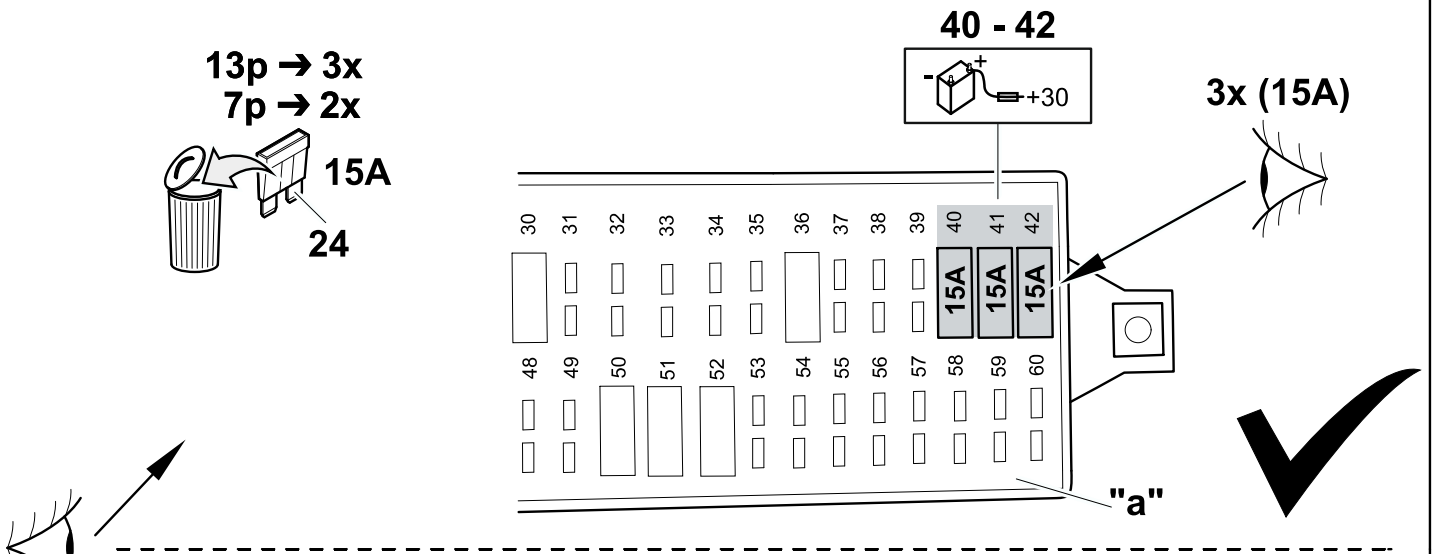 40 - 42
13p ➔ 3x
7p ➔ 2x
- +
+30
3x (15A)
15A
24
30 31 32 33 34 35 36 37 38 39 40 41 42
15A 15A 15A
48 49 50 51 52 53 54 55 56 57 58 59 60
"a"